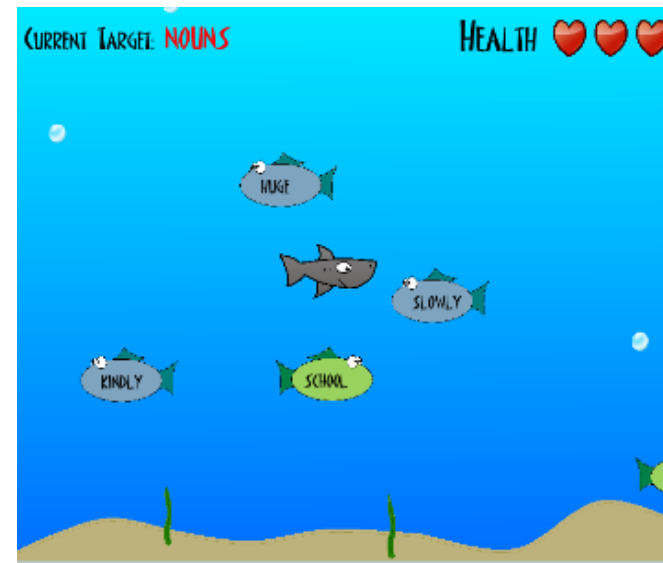 CURRENT TARGET: NOUNS
HEALTH
HUGE
SLOWLY
KINDLY
SCHOOL